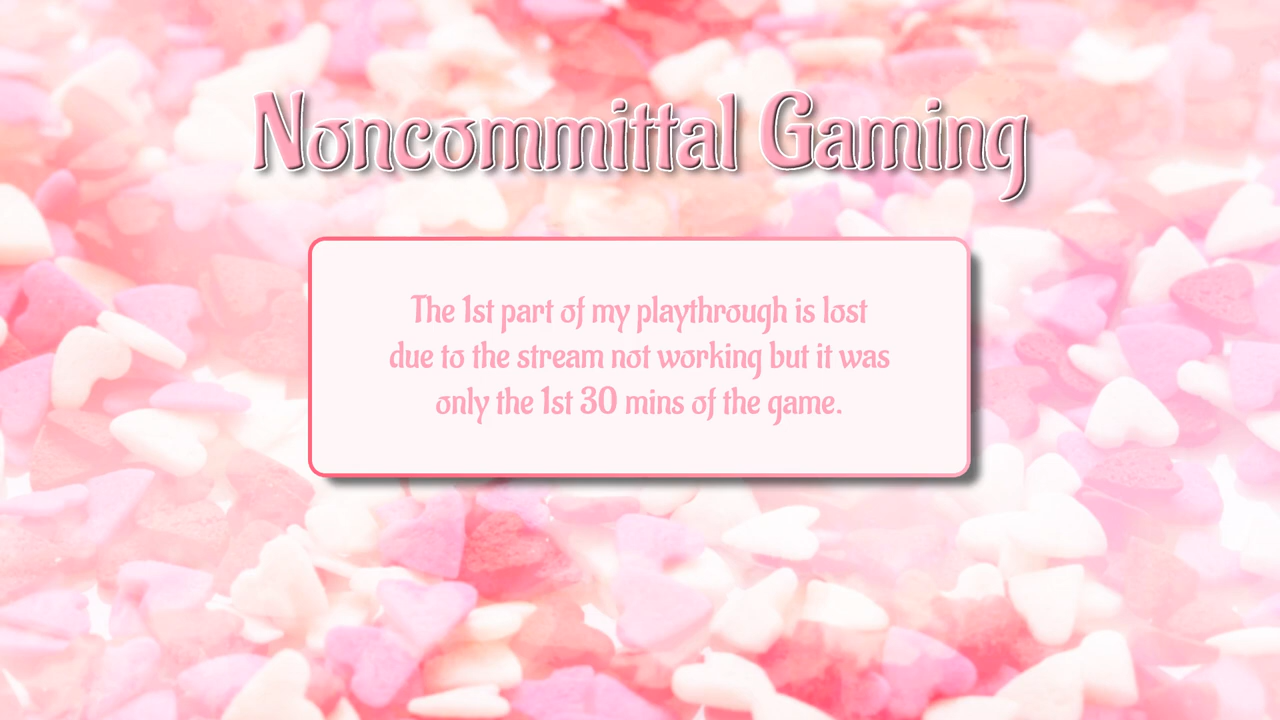 Noncommittal Gaming
The 1st part of my playthrough is lost
due to the stream not working but it was
only the 1st 30 mins of the game.